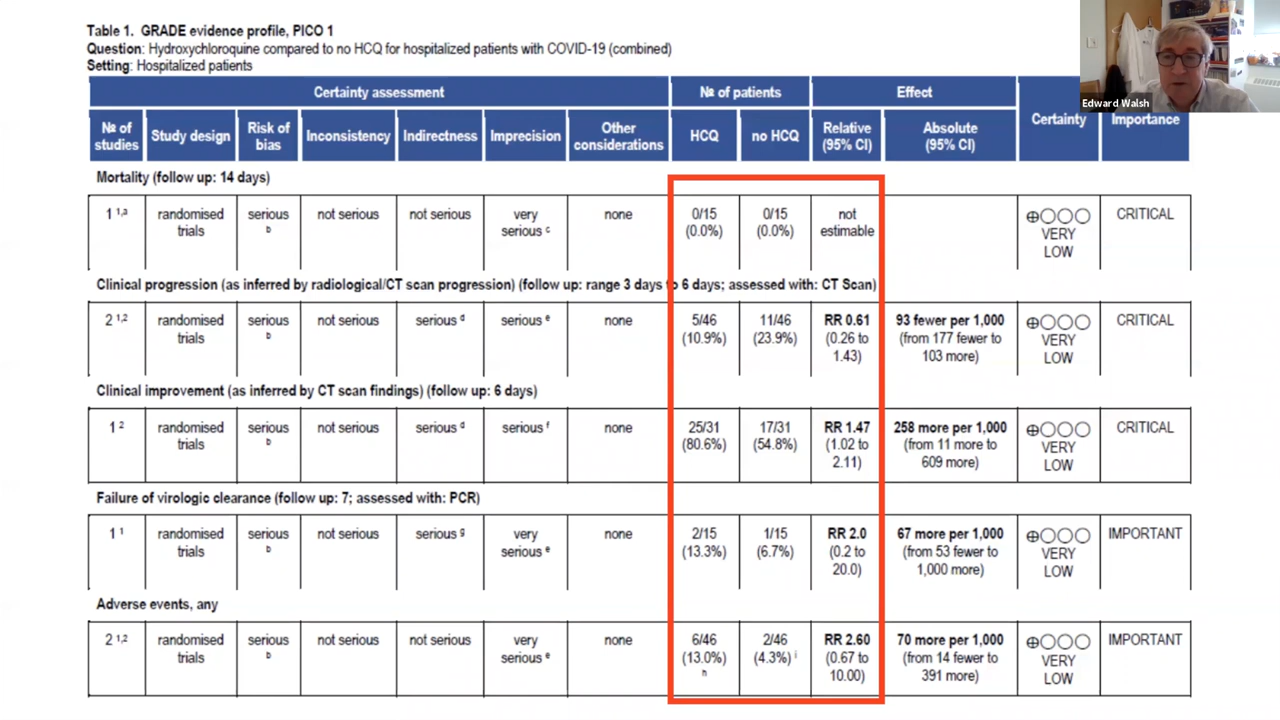 Table 1. GRADE evidence profile, PICO 1
Question: Hydroxychloroquine compared to no HCQ for hospitalized patients with COVID-19 (combined)
Setting: Hospitalized patients
Edward Walsh
Certainty assessment № of patients Effect Certainty Importance
№ of studies Study design Risk of bias Inconsistency Indirectness Imprecision Other considerations HCQ no HCQ Relative (95% CI) Absolute (95% CI)
Mortality (follow up: 14 days)
1 1,a randomised trials serious b not serious not serious very serious c none 0/15 (0.0%) 0/15 (0.0%) not estimable ⊕◯◯◯ VERY LOW CRITICAL
Clinical progression (as inferred by radiological/CT scan progression) (follow up: range 3 days to 6 days; assessed with: CT Scan)
2 1,2 randomised trials serious b not serious serious d serious e none 5/46 (10.9%) 11/46 (23.9%) RR 0.61 (0.26 to 1.43) 93 fewer per 1,000 (from 177 fewer to 103 more) ⊕◯◯◯ VERY LOW CRITICAL
Clinical improvement (as inferred by CT scan findings) (follow up: 6 days)
1 2 randomised trials serious b not serious serious d serious f none 25/31 (80.6%) 17/31 (54.8%) RR 1.47 (1.02 to 2.11) 258 more per 1,000 (from 11 more to 609 more) ⊕◯◯◯ VERY LOW CRITICAL
Failure of virologic clearance (follow up: 7; assessed with: PCR)
1 1 randomised trials serious b not serious serious g very serious e none 2/15 (13.3%) 1/15 (6.7%) RR 2.0 (0.2 to 20.0) 67 more per 1,000 (from 53 fewer to 1,000 more) ⊕◯◯◯ VERY LOW IMPORTANT
Adverse events, any
2 1,2 randomised trials serious b not serious not serious very serious e none 6/46 (13.0%) h 2/46 (4.3%) i RR 2.60 (0.67 to 10.00) 70 more per 1,000 (from 14 fewer to 391 more) ⊕◯◯◯ VERY LOW IMPORTANT